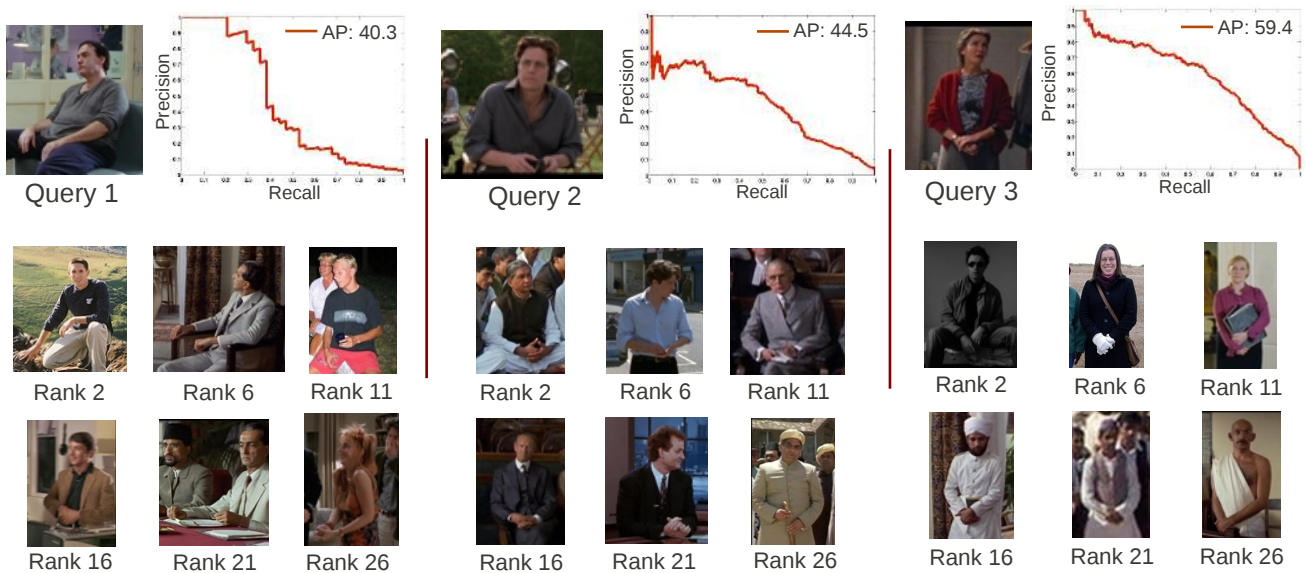 AP: 40.3
Precision
Recall
Query 1
AP: 44.5
Precision
Recall
Query 2
AP: 59.4
Precision
Recall
Query 3
Rank 2
Rank 6
Rank 11
Rank 16
Rank 21
Rank 26
Rank 2
Rank 6
Rank 11
Rank 16
Rank 21
Rank 26
Rank 2
Rank 6
Rank 11
Rank 16
Rank 21
Rank 26